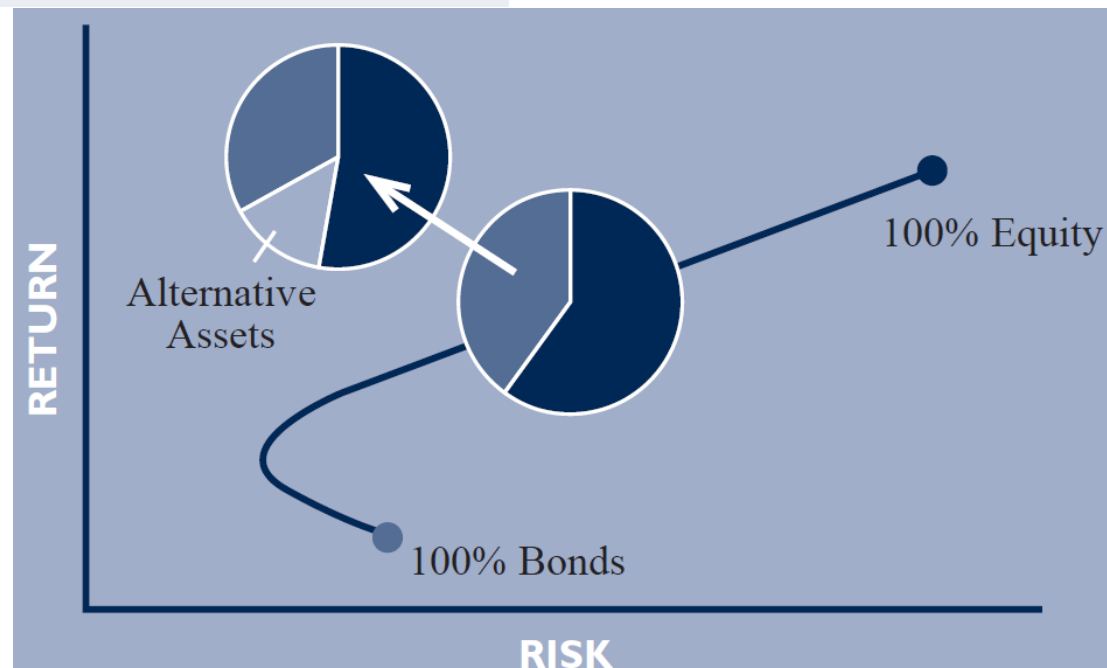 RETURN
Alternative
Assets
100% Equity
100% Bonds
RISK